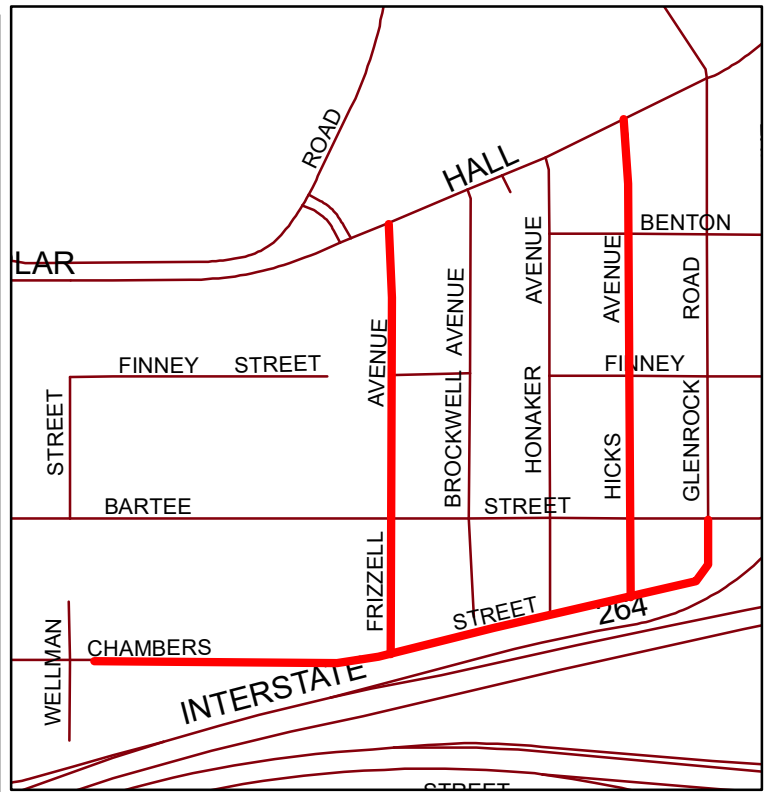 ROAD
HALL
LAR
BENTON
AVENUE
AVENUE
ROAD
AVENUE
AVENUE
FINNEY STREET
FINNEY
STREET
BROCKWELL
HONAKER
HICKS
GLENROCK
BARTEE
STREET
FRIZZELL
STREET
264
WELLMAN
CHAMBERS
INTERSTATE